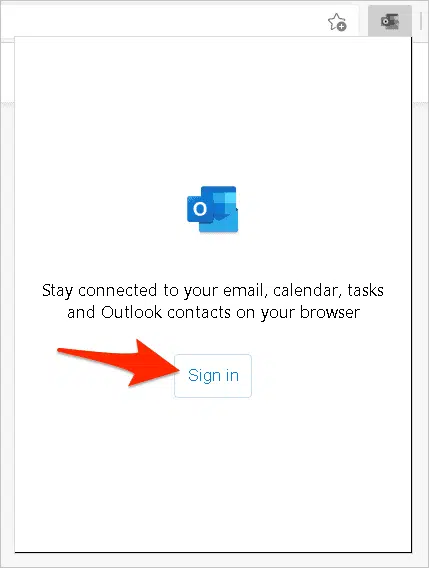 O
Stay connected to your email, calendar, tasks
and Outlook contacts on your browser
Sign in